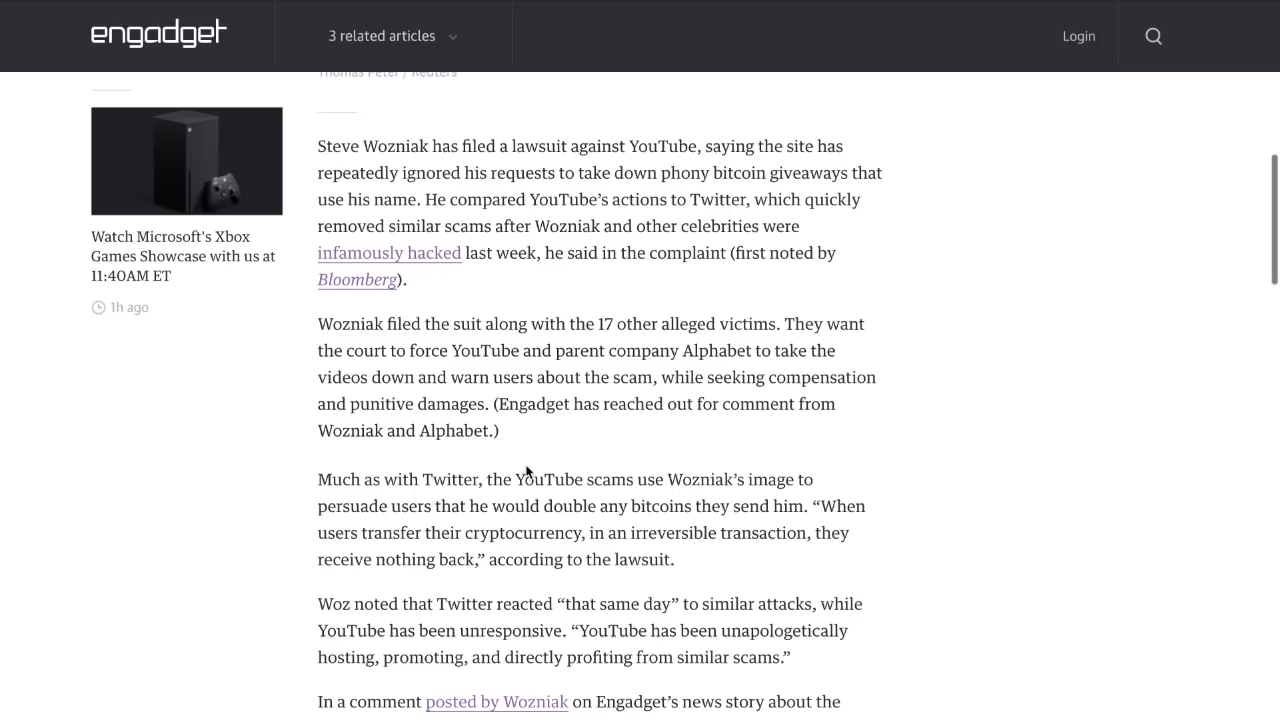 engadget
3 related articles
Login
Thomas Peter / Reuters
Watch Microsoft's Xbox
Games Showcase with us at
11:40AM ET
1h ago
Steve Wozniak has filed a lawsuit against YouTube, saying the site has
repeatedly ignored his requests to take down phony bitcoin giveaways that
use his name. He compared YouTube’s actions to Twitter, which quickly
removed similar scams after Wozniak and other celebrities were
infamously hacked last week, he said in the complaint (first noted by
Bloomberg).
Wozniak filed the suit along with the 17 other alleged victims. They want
the court to force YouTube and parent company Alphabet to take the
videos down and warn users about the scam, while seeking compensation
and punitive damages. (Engadget has reached out for comment from
Wozniak and Alphabet.)
Much as with Twitter, the YouTube scams use Wozniak’s image to
persuade users that he would double any bitcoins they send him. “When
users transfer their cryptocurrency, in an irreversible transaction, they
receive nothing back,” according to the lawsuit.
Woz noted that Twitter reacted “that same day” to similar attacks, while
YouTube has been unresponsive. “YouTube has been unapologetically
hosting, promoting, and directly profiting from similar scams.”
In a comment posted by Wozniak on Engadget’s news story about the